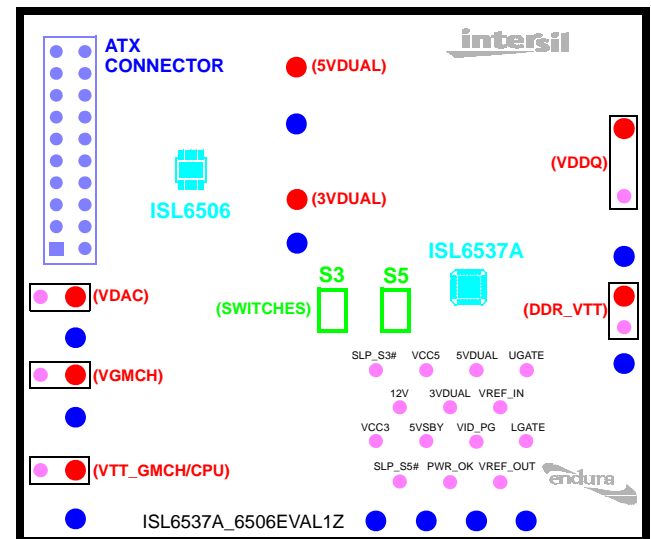 intersil
ATX
CONNECTOR
(5VDUAL)
(VDDQ)
ISL6506
(3VDUAL)
ISL6537A
S3 S5
(VDAC)
(SWITCHES)
(DDR_VTT)
SLP_S3# VCC5 5VDUAL UGATE
(VGMCH)
12V 3VDUAL VREF_IN
VCC3 5VSBY VID_PG LGATE
(VTT_GMCH/CPU)
SLP_S5# PWR_OK VREF_OUT
endura
ISL6537A_6506EVAL1Z